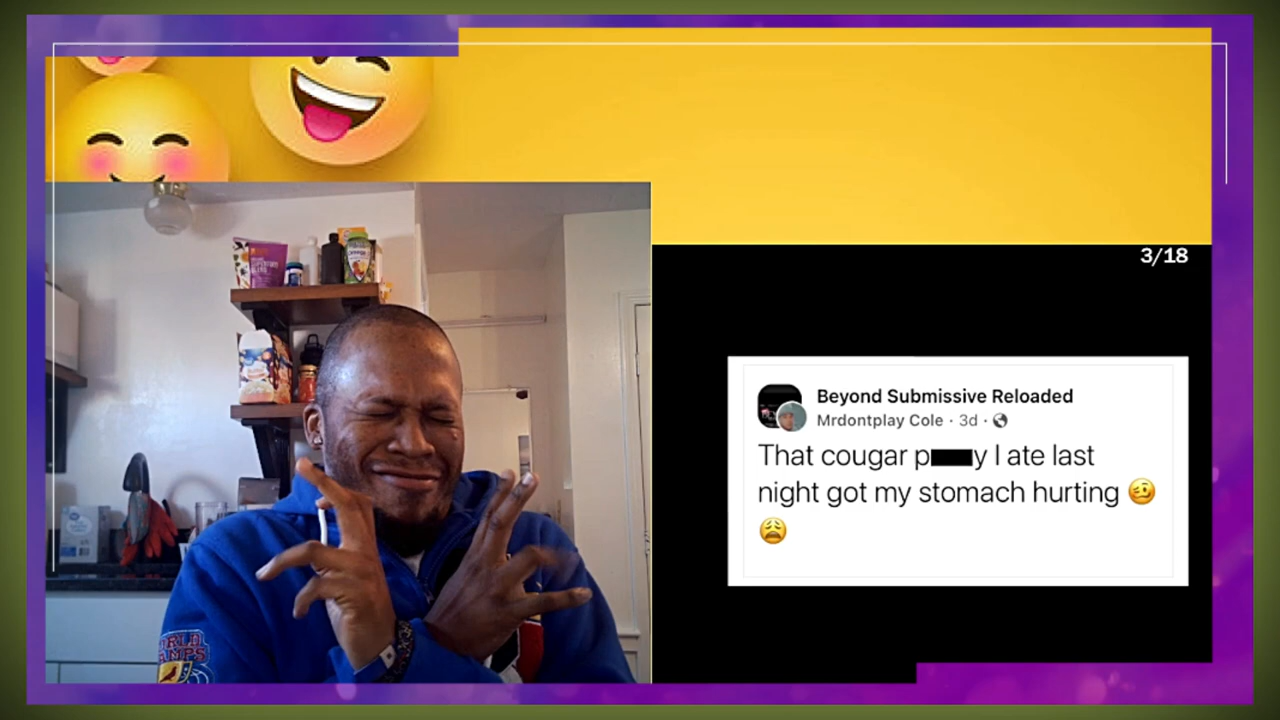 3/18
Beyond Submissive Reloaded
Mrdontplay Cole · 3d ·
That cougar p▇▇y I ate last
night got my stomach hurting 🥴
😩